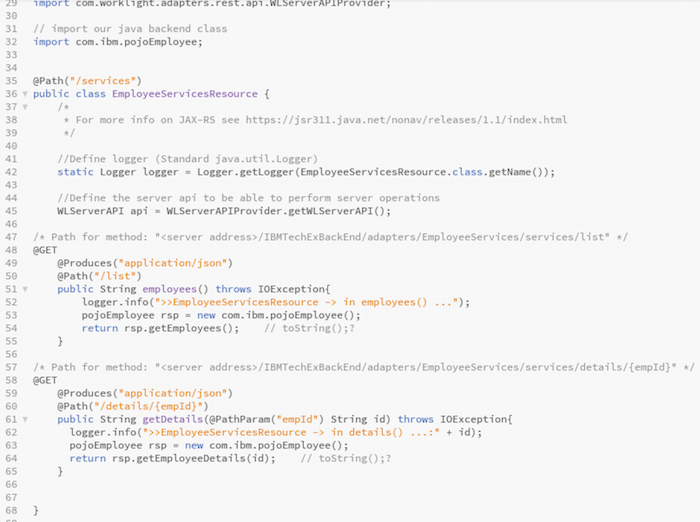 29 import com.worklight.adapters.rest.api.WLServerAPIProvider;
30
31 // import our java backend class
32 import com.ibm.pojoEmployee;
33
34
35 @Path("/services")
36 public class EmployeeServicesResource {
37 /*
38 * For more info on JAX-RS see https://jsr311.java.net/nonav/releases/1.1/index.html
39 */
40
41 //Define logger (Standard java.util.Logger)
42 static Logger logger = Logger.getLogger(EmployeeServicesResource.class.getName());
43
44 //Define the server api to be able to perform server operations
45 WLServerAPI api = WLServerAPIProvider.getWLServerAPI();
46
47 /* Path for method: "<server address>/IBMTechExBackEnd/adapters/EmployeeServices/services/list" */
48 @GET
49 @Produces("application/json")
50 @Path("/list")
51 public String employees() throws IOException{
52 logger.info(">>EmployeeServicesResource -> in employees() ...");
53 pojoEmployee rsp = new com.ibm.pojoEmployee();
54 return rsp.getEmployees(); // toString();?
55 }
56
57 /* Path for method: "<server address>/IBMTechExBackEnd/adapters/EmployeeServices/services/details/{empId}" */
58 @GET
59 @Produces("application/json")
60 @Path("/details/{empId}")
61 public String getDetails(@PathParam("empId") String id) throws IOException{
62 logger.info(">>EmployeeServicesResource -> in details() ...:" + id);
63 pojoEmployee rsp = new com.ibm.pojoEmployee();
64 return rsp.getEmployeeDetails(id); // toString();?
65 }
66
67
68 }